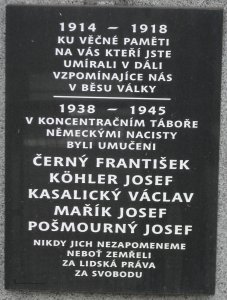 1914 – 1918
KU VĚČNÉ PAMĚTI
NA VÁS KTEŘÍ JSTE
UMÍRALI V DÁLI
VZPOMÍNAJÍCE NÁS
V BĚSU VÁLKY
1938 – 1945
V KONCENTRAČNÍM TÁBOŘE
NĚMECKÝMI NACISTY
BYLI UMUČENI
ČERNÝ FRANTIŠEK
KÖHLER JOSEF
KASALICKÝ VÁCLAV
MAŘÍK JOSEF
POŠMOURNÝ JOSEF
NIKDY JICH NEZAPOMENEME
NEBOŤ ZEMŘELI
ZA LIDSKÁ PRÁVA
ZA SVOBODU